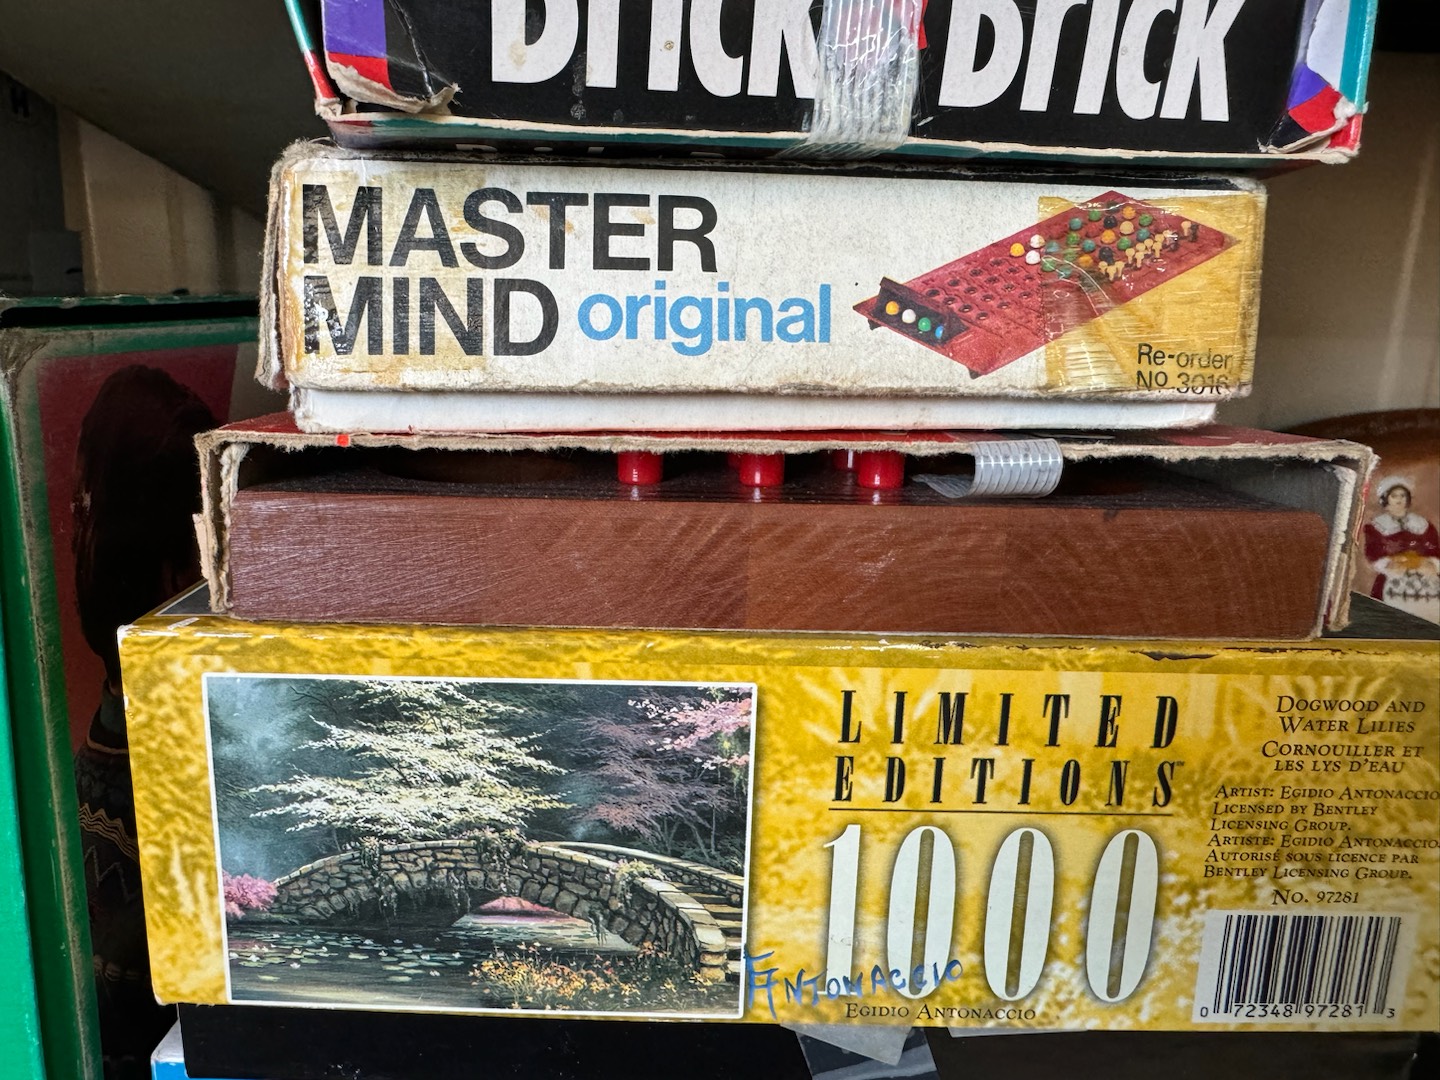 Brick Brick
MASTER
MIND original
Re-order
No 3016
LIMITED
EDITIONS™
1000
ANTONACCIO
EGIDIO ANTONACCIO
DOGWOOD AND
WATER LILIES
CORNOUILLER ET
LES LYS D'EAU
ARTIST: EGIDIO ANTONACCIO
LICENSED BY BENTLEY
LICENSING GROUP.
ARTISTE: EGIDIO ANTONACCIO.
AUTORISÉ SOUS LICENCE PAR
BENTLEY LICENSING GROUP.
NO. 97281
0 72348 97281 3